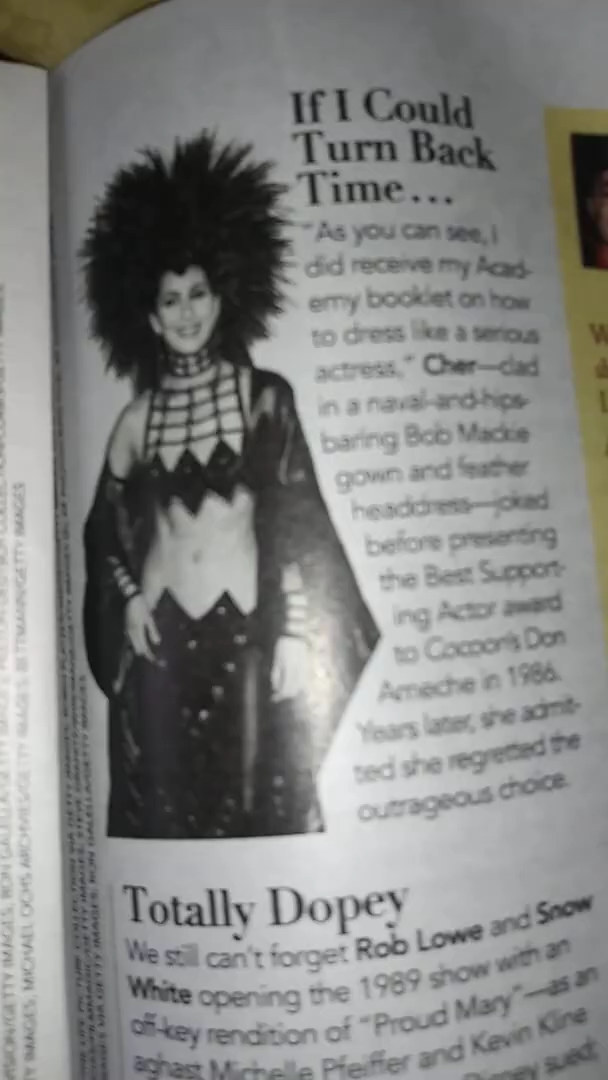 If I Could
Turn Back
Time...
"As you can see, I
did receive my Acad-
emy booklet on how
to dress like a serious
actress," Cher—clad
in a naval-and-hips-
baring Bob Mackie
gown and feather
headdress—joked
before presenting
the Best Support-
ing Actor award
to Cocoon's Don
Ameche in 1986.
Years later, she admit-
ted she regretted the
outrageous choice.
Totally Dopey
We still can't forget Rob Lowe and Snow
White opening the 1989 show with an
off-key rendition of "Proud Mary"—as an
aghast Michelle Pfeiffer and Kevin Kline
Disney sued;